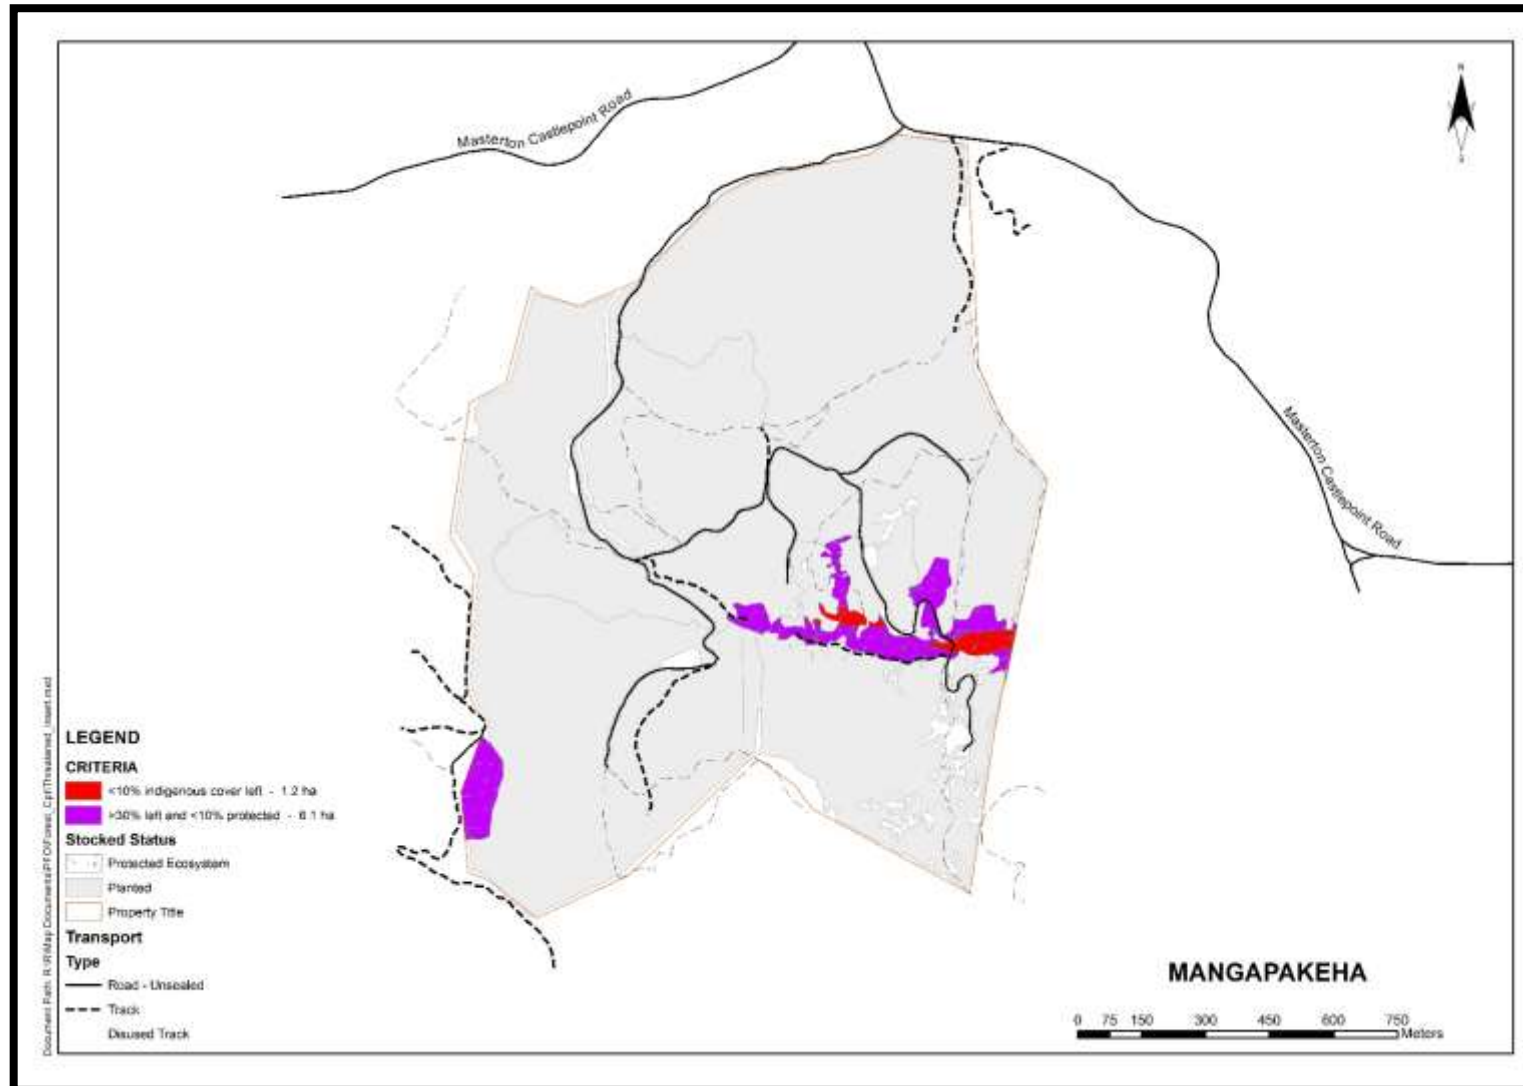 N
Masterton Castlepoint Road
Masterton Castlepoint Road
S
LEGEND
CRITERIA
<10% indigenous cover left - 1.2 ha
>30% left and <10% protected - 6.1 ha
Stocked Status
Protected Ecosystem
Planted
Property Title
Transport
Type
Road - Unsealed
Track
Disused Track
MANGAPAKEHA
0 75 150 300 450 600 750
Meters